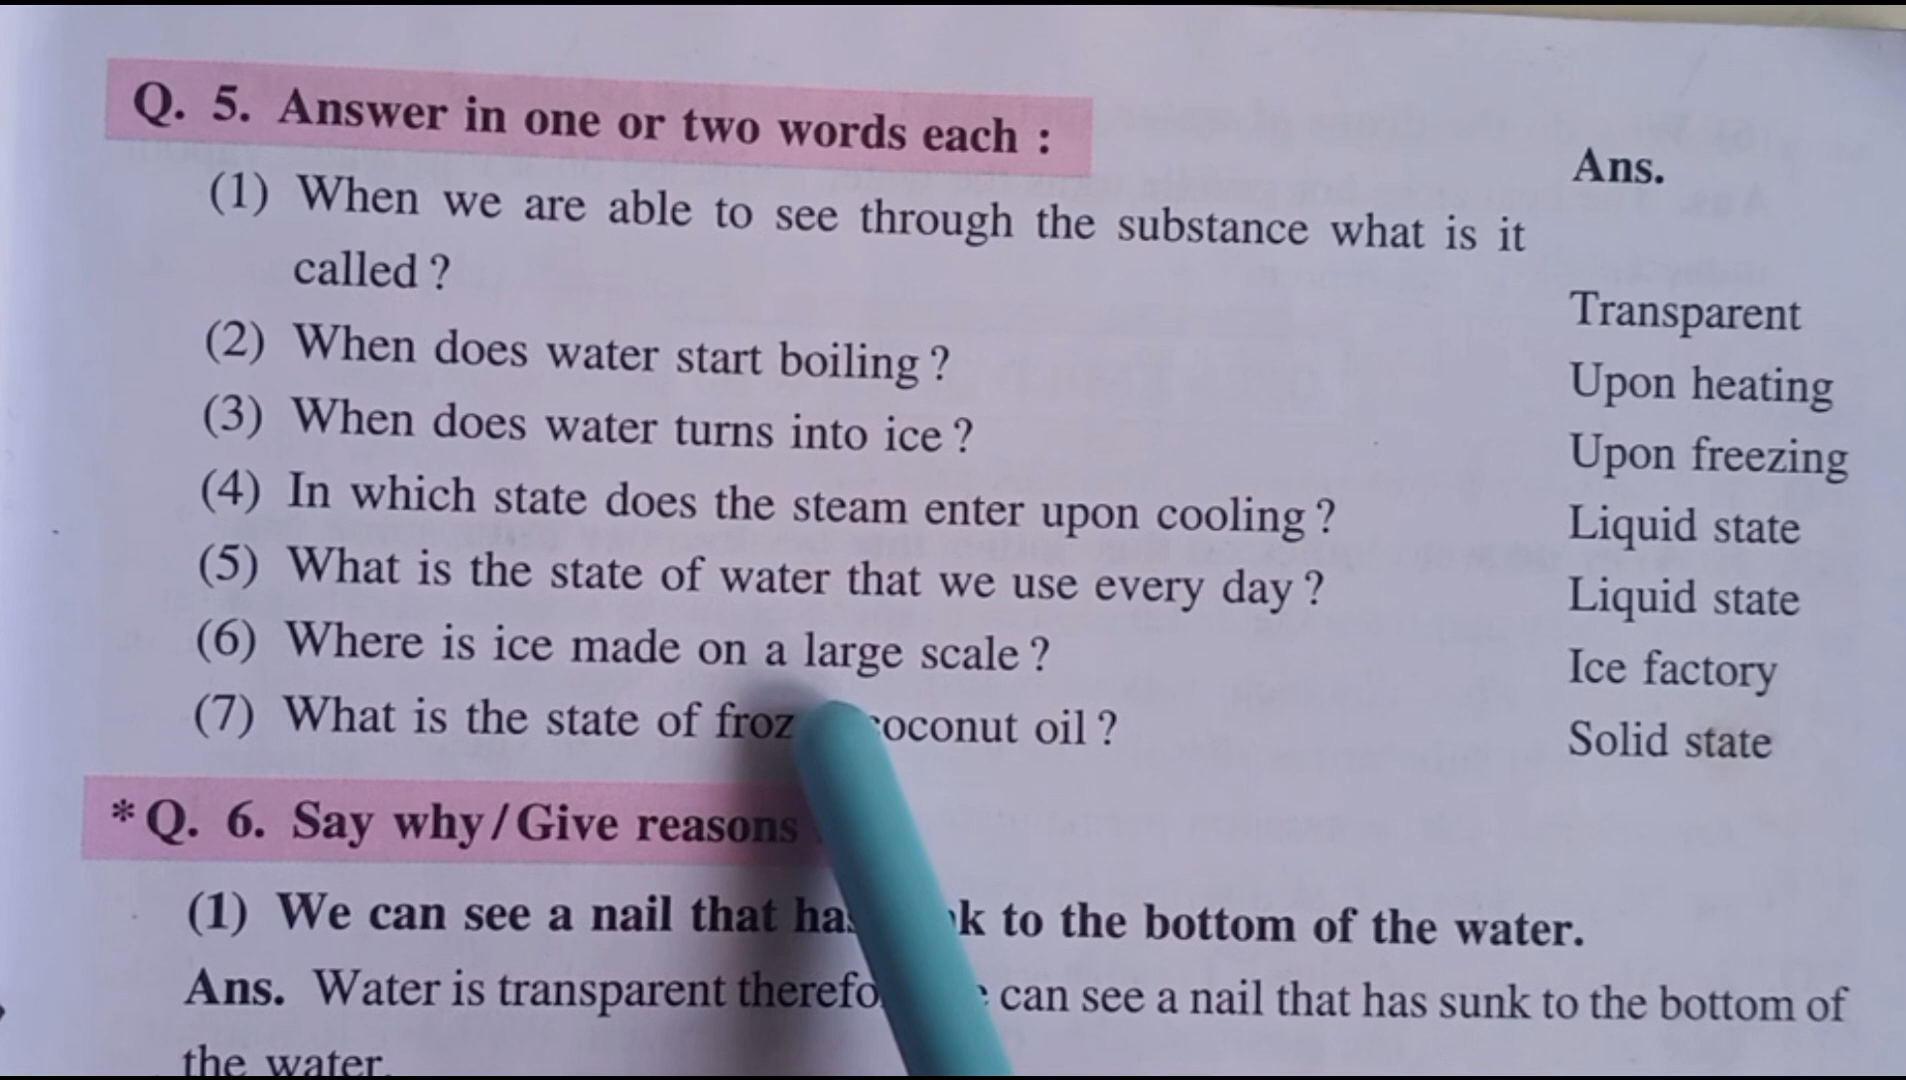 Q. 5. Answer in one or two words each :
Ans.
(1) When we are able to see through the substance what is it
called ?
Transparent
(2) When does water start boiling ?
Upon heating
(3) When does water turns into ice ?
Upon freezing
(4) In which state does the steam enter upon cooling ?
Liquid state
(5) What is the state of water that we use every day ?
Liquid state
(6) Where is ice made on a large scale ?
Ice factory
(7) What is the state of coconut oil ?
Solid state
*Q. 6. Say why/Give reasons
(1) We can see a nail that to the bottom of the water.
Ans. Water is transparent can see a nail that has sunk to the bottom of
the water.